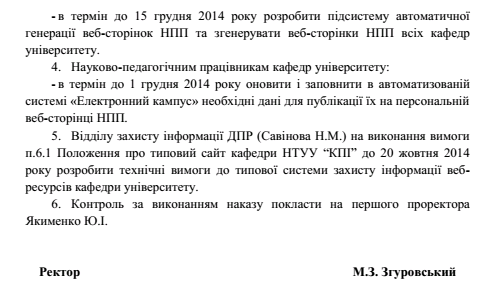 - в термін до 15 грудня 2014 року розробити підсистему автоматичної
генерації веб-сторінок НПП та згенерувати веб-сторінки НПП всіх кафедр
університету.
4. Науково-педагогічним працівникам кафедр університету:
- в термін до 1 грудня 2014 року оновити і заповнити в автоматизованій
системі «Електронний кампус» необхідні дані для публікації їх на персональній
веб-сторінці НПП.
5. Відділу захисту інформації ДПР (Савінова Н.М.) на виконання вимоги
п.6.1 Положення про типовий сайт кафедри НТУУ “КПІ” до 20 жовтня 2014
року розробити технічні вимоги до типової системи захисту інформації веб-
ресурсів кафедри університету.
6. Контроль за виконанням наказу покласти на першого проректора
Якименко Ю.І.
Ректор М.З. Згуровський